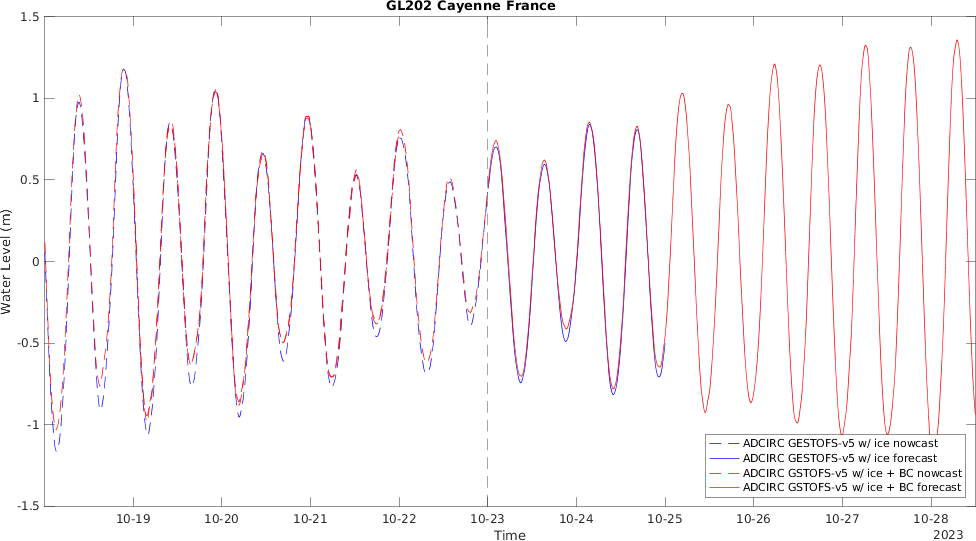 GL202 Cayenne France
1.5
1
0.5
0
-0.5
-1
-1.5
Water Level (m)
ADCIRC GESTOFS-v5 w/ ice nowcast
ADCIRC GESTOFS-v5 w/ ice forecast
ADCIRC GSTOFS-v5 w/ ice + BC nowcast
ADCIRC GSTOFS-v5 w/ ice + BC forecast
10-19 10-20 10-21 10-22 10-23 10-24 10-25 10-26 10-27 10-28
Time
2023